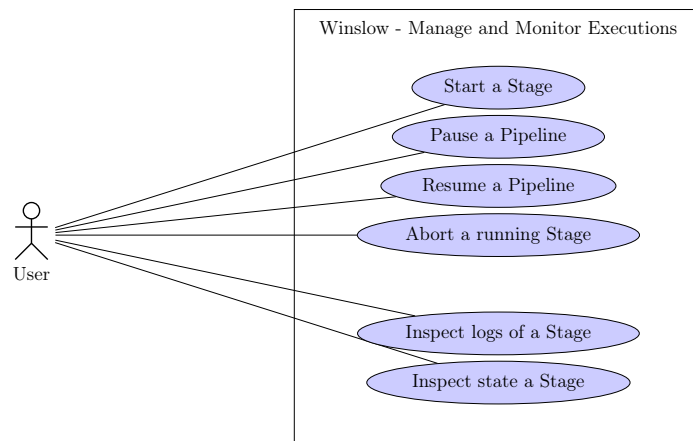 Winslow - Manage and Monitor Executions
Start a Stage
Pause a Pipeline
Resume a Pipeline
Abort a running Stage
User
Inspect logs of a Stage
Inspect state a Stage